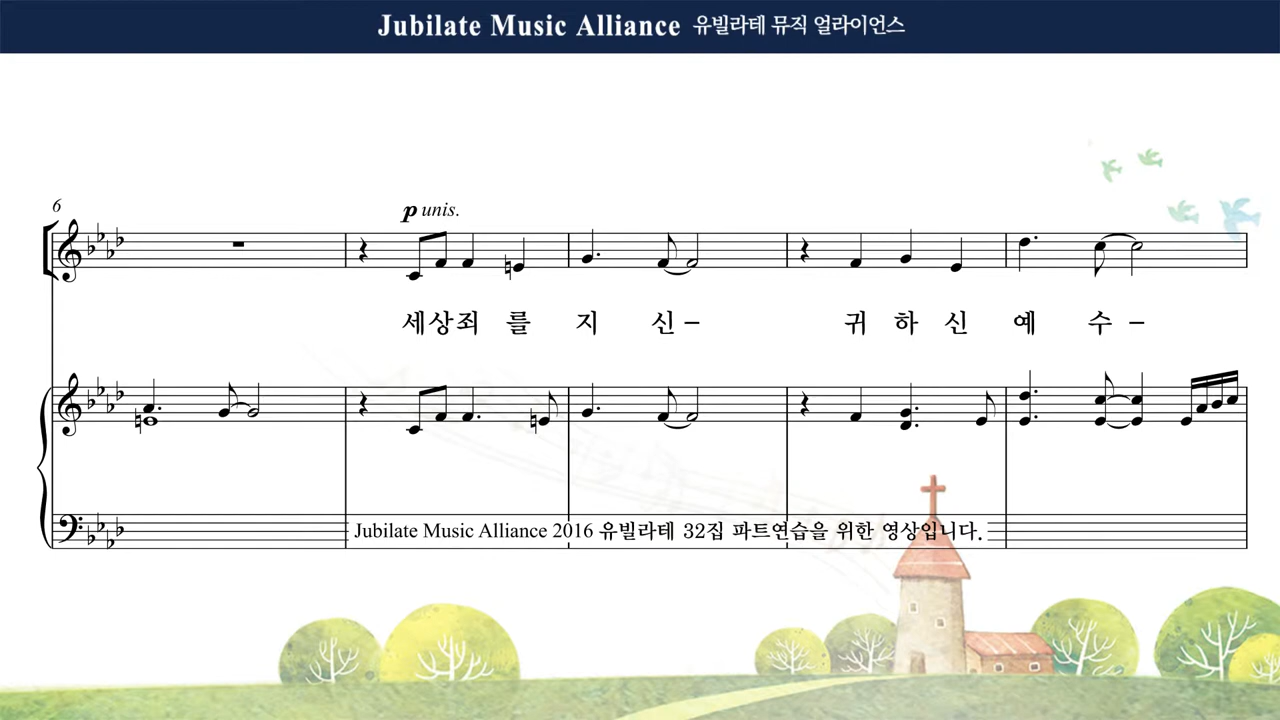 Jubilate Music Alliance 유빌라테 뮤직 얼라이언스
6
p unis.
세상죄 를 지 신– 귀 하 신 예 수 –
Jubilate Music Alliance 2016 유빌라테 32집 파트연습을 위한 영상입니다.